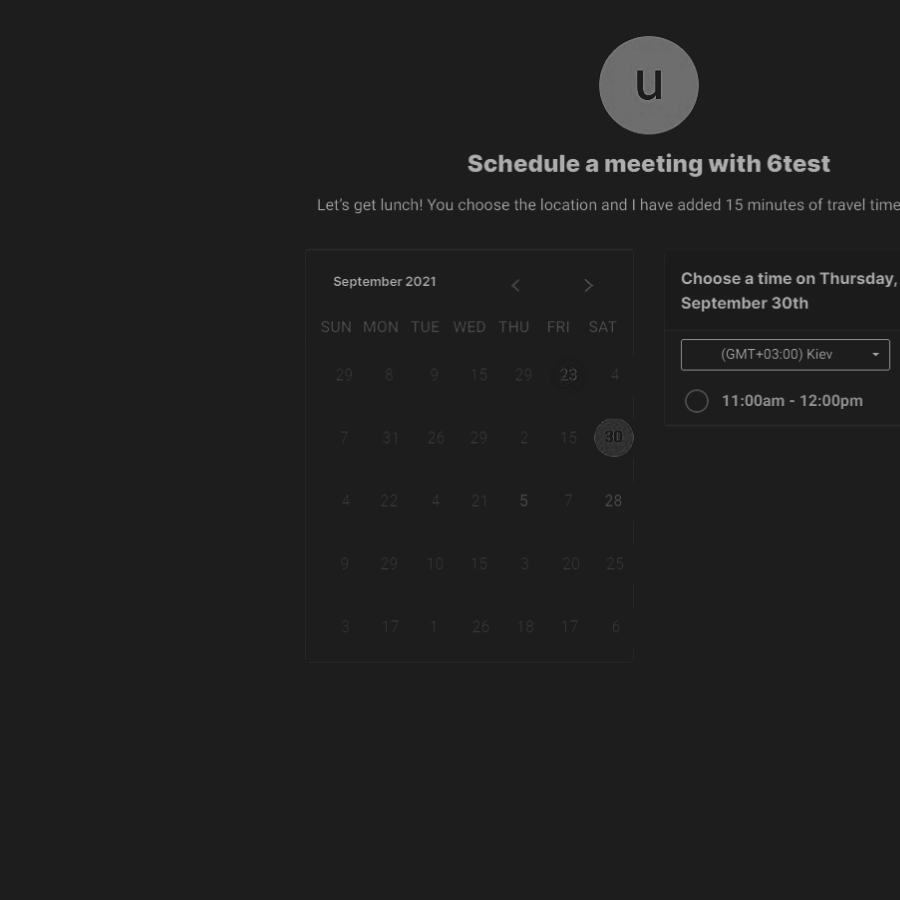 u
Schedule a meeting with 6test
Let's get lunch! You choose the location and I have added 15 minutes of travel time
September 2021
SUN MON TUE WED THU FRI SAT
29 8 9 15 29 23 4
7 31 26 29 2 15 30
4 22 4 21 5 7 28
9 29 10 15 3 20 25
3 17 1 26 18 17 6
Choose a time on Thursday,
September 30th
(GMT+03:00) Kiev
11:00am - 12:00pm